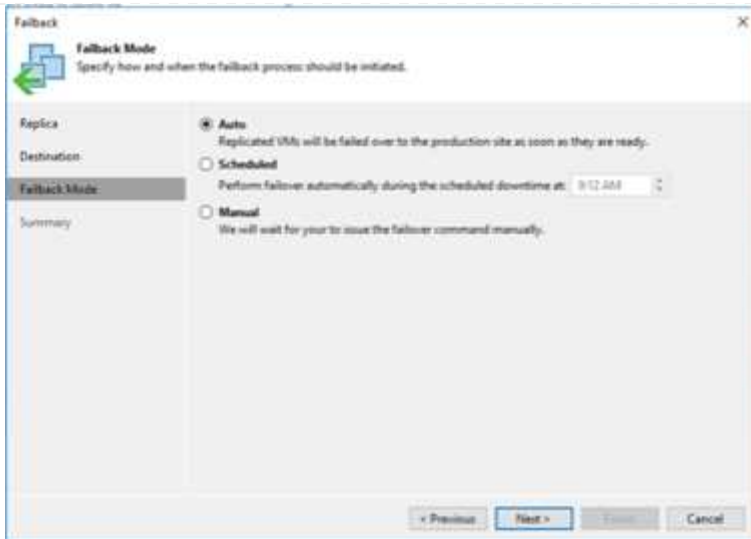 Failback
Failback Mode
Specify how and when the failback process should be initiated.
Replica
Destination
Failback Mode
Summary
Auto
Replicated VMs will be failed over to the production site as soon as they are ready.
Scheduled
Perform failover automatically during the scheduled downtime at: 9:12 AM
Manual
We will wait for your to issue the failover command manually.
< Previous
Next >
Cancel